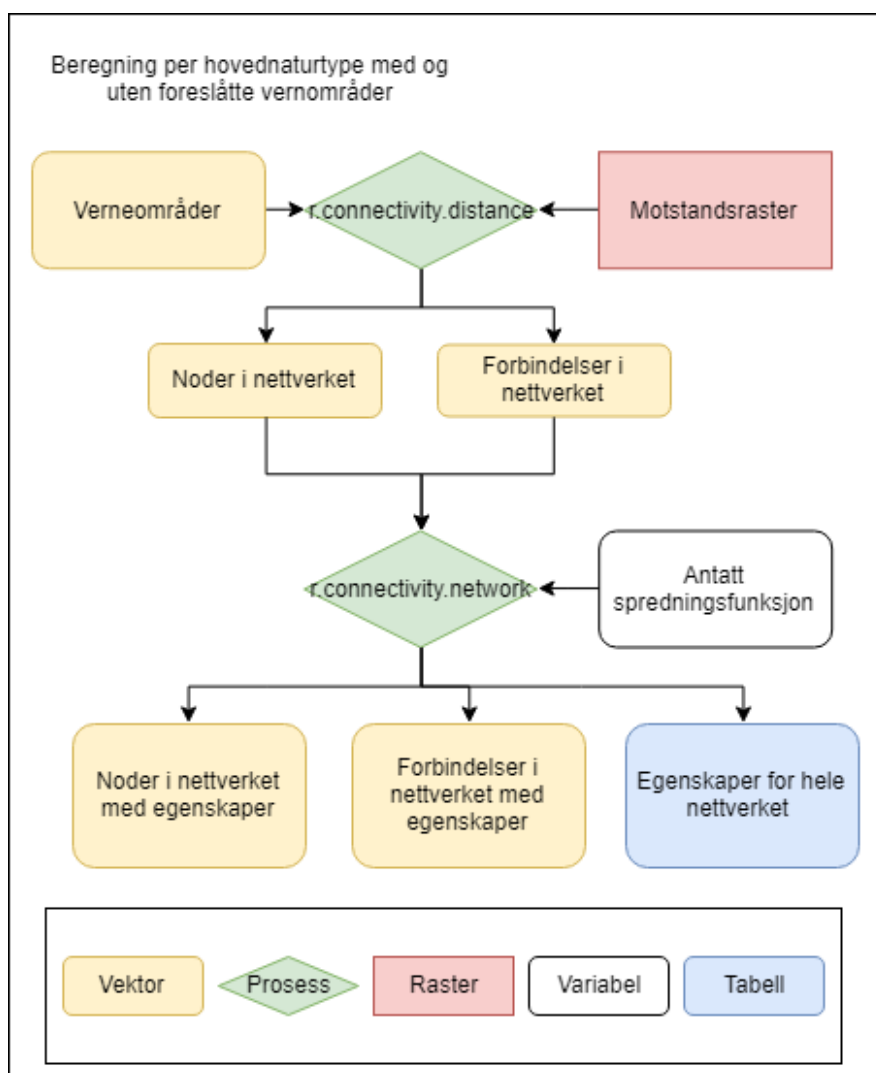 Beregning per hovednaturtype med og
uten foreslåtte vernområder
Verneområder
r.connectivity.distance
Motstandsraster
Noder i nettverket
Forbindelser i
nettverket
r.connectivity.network
Antatt
spredningsfunksjon
Noder i nettverket
med egenskaper
Forbindelser i
nettverket med
egenskaper
Egenskaper for hele
nettverket
Vektor
Prosess
Raster
Variabel
Tabell